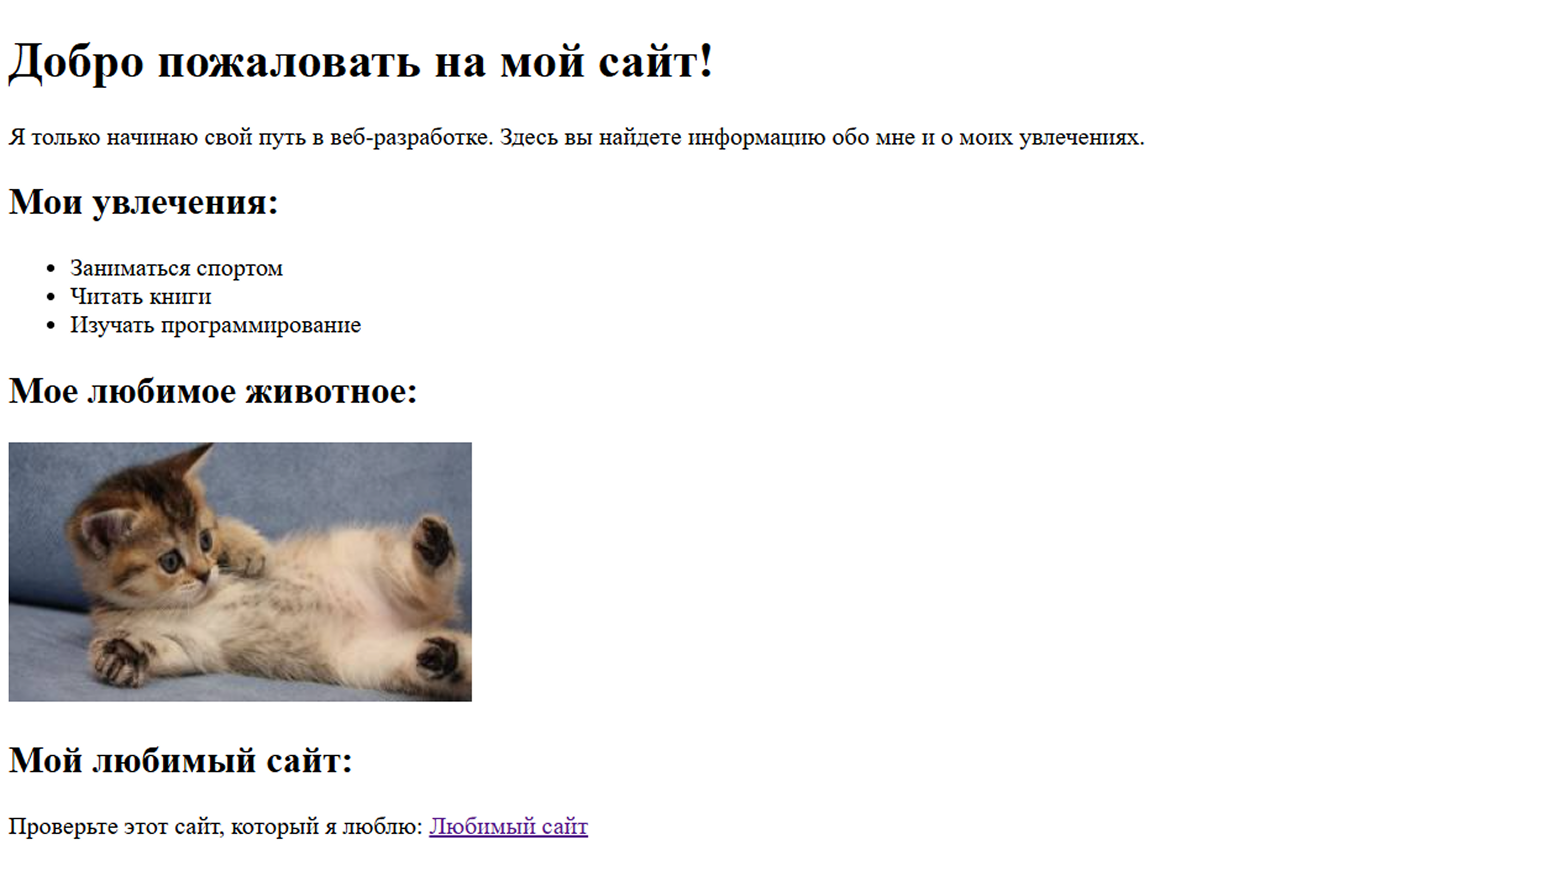 Добро пожаловать на мой сайт!
Я только начинаю свой путь в веб-разработке. Здесь вы найдете информацию обо мне и о моих увлечениях.
Мои увлечения:
Заниматься спортом
Читать книги
Изучать программирование
Мое любимое животное:
Мой любимый сайт:
Проверьте этот сайт, который я люблю: Любимый сайт